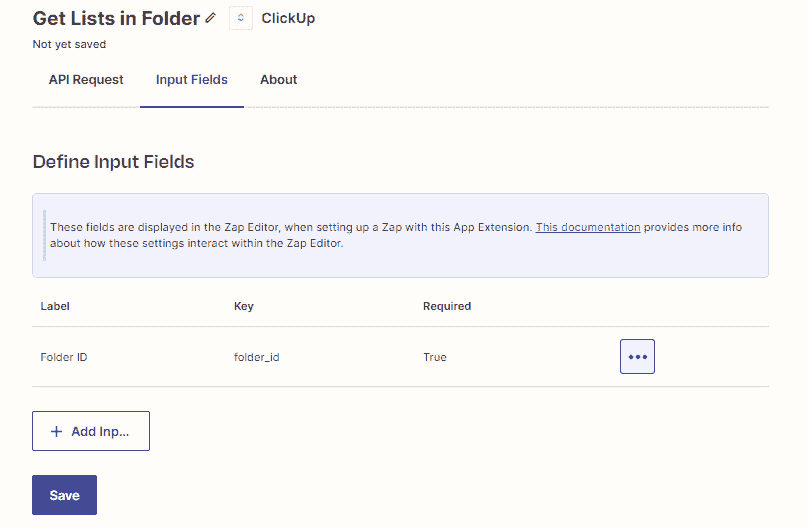 Get Lists in Folder ClickUp
Not yet saved
API Request Input Fields About
Define Input Fields
These fields are displayed in the Zap Editor, when setting up a Zap with this App Extension. This documentation provides more info
about how these settings interact within the Zap Editor.
Label Key Required
Folder ID folder_id True
+ Add Inp...
Save